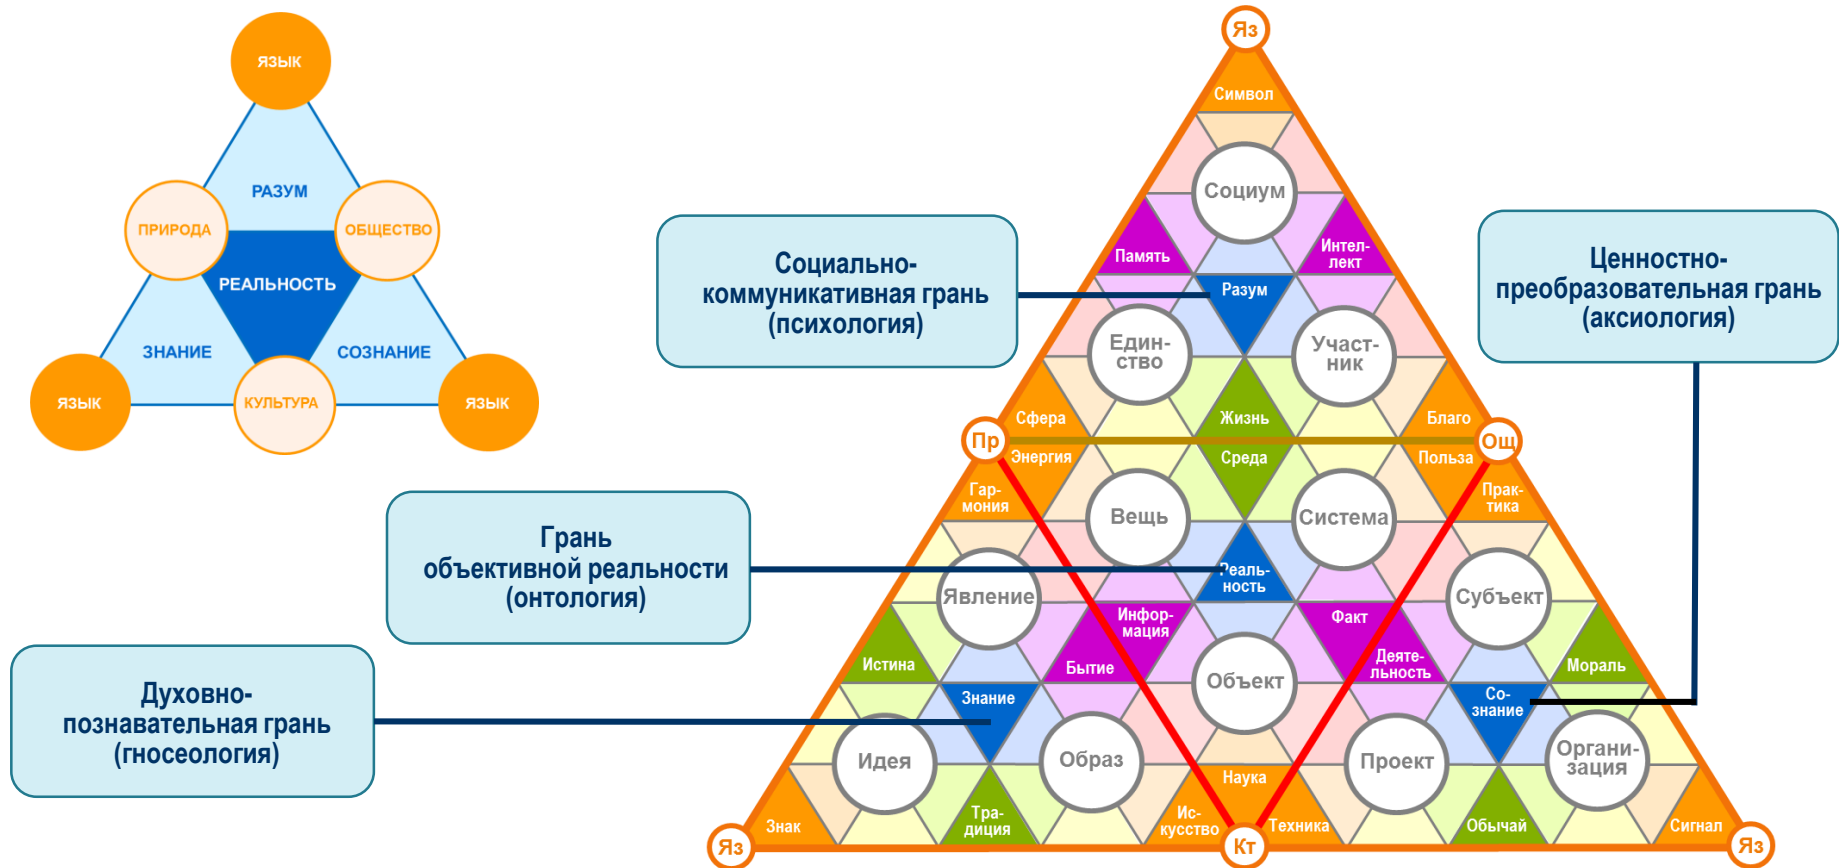 ЯЗЫК
РАЗУМ
ПРИРОДА
ОБЩЕСТВО
РЕАЛЬНОСТЬ
ЗНАНИЕ
СОЗНАНИЕ
ЯЗЫК
КУЛЬТУРА
ЯЗЫК
Социально-
коммуникативная грань
(психология)
Ценностно-
преобразовательная грань
(аксиология)
Грань
объективной реальности
(онтология)
Духовно-
познавательная грань
(гносеология)
Яз
Символ
Социум
Память
Интел-
лект
Разум
Един-
ство
Участ-
ник
Сфера
Жизнь
Благо
Пр
Ощ
Энергия
Среда
Польза
Гар-
мония
Прак-
тика
Вещь
Система
Явление
Реаль-
ность
Субъект
Инфор-
мация
Факт
Истина
Бытие
Деяте-
льность
Мораль
Объект
Знание
Со-
знание
Идея
Образ
Проект
Органи-
зация
Наука
Знак
Тра-
диция
Ис-
кусство
Техника
Обычай
Сигнал
Яз
Кт
Яз